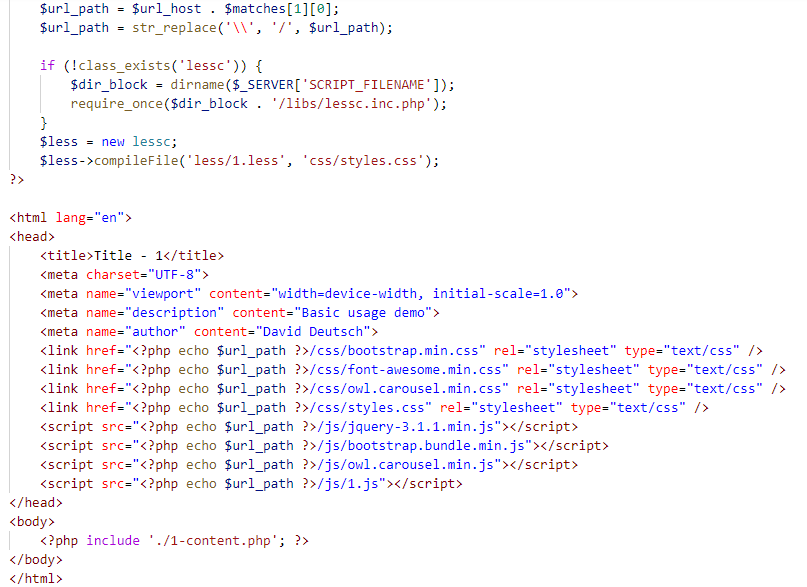 $url_path = $url_host . $matches[1][0];
$url_path = str_replace('\\', '/', $url_path);
if (!class_exists('lessc')) {
$dir_block = dirname($_SERVER['SCRIPT_FILENAME']);
require_once($dir_block . '/libs/lessc.inc.php');
}
$less = new lessc;
$less->compileFile('less/1.less', 'css/styles.css');
?>
<html lang="en">
<head>
<title>Title - 1</title>
<meta charset="UTF-8">
<meta name="viewport" content="width=device-width, initial-scale=1.0">
<meta name="description" content="Basic usage demo">
<meta name="author" content="David Deutsch">
<link href="<?php echo $url_path ?>/css/bootstrap.min.css" rel="stylesheet" type="text/css" />
<link href="<?php echo $url_path ?>/css/font-awesome.min.css" rel="stylesheet" type="text/css" />
<link href="<?php echo $url_path ?>/css/owl.carousel.min.css" rel="stylesheet" type="text/css" />
<link href="<?php echo $url_path ?>/css/styles.css" rel="stylesheet" type="text/css" />
<script src="<?php echo $url_path ?>/js/jquery-3.1.1.min.js"></script>
<script src="<?php echo $url_path ?>/js/bootstrap.bundle.min.js"></script>
<script src="<?php echo $url_path ?>/js/owl.carousel.min.js"></script>
<script src="<?php echo $url_path ?>/js/1.js"></script>
</head>
<body>
<?php include './1-content.php'; ?>
</body>
</html>